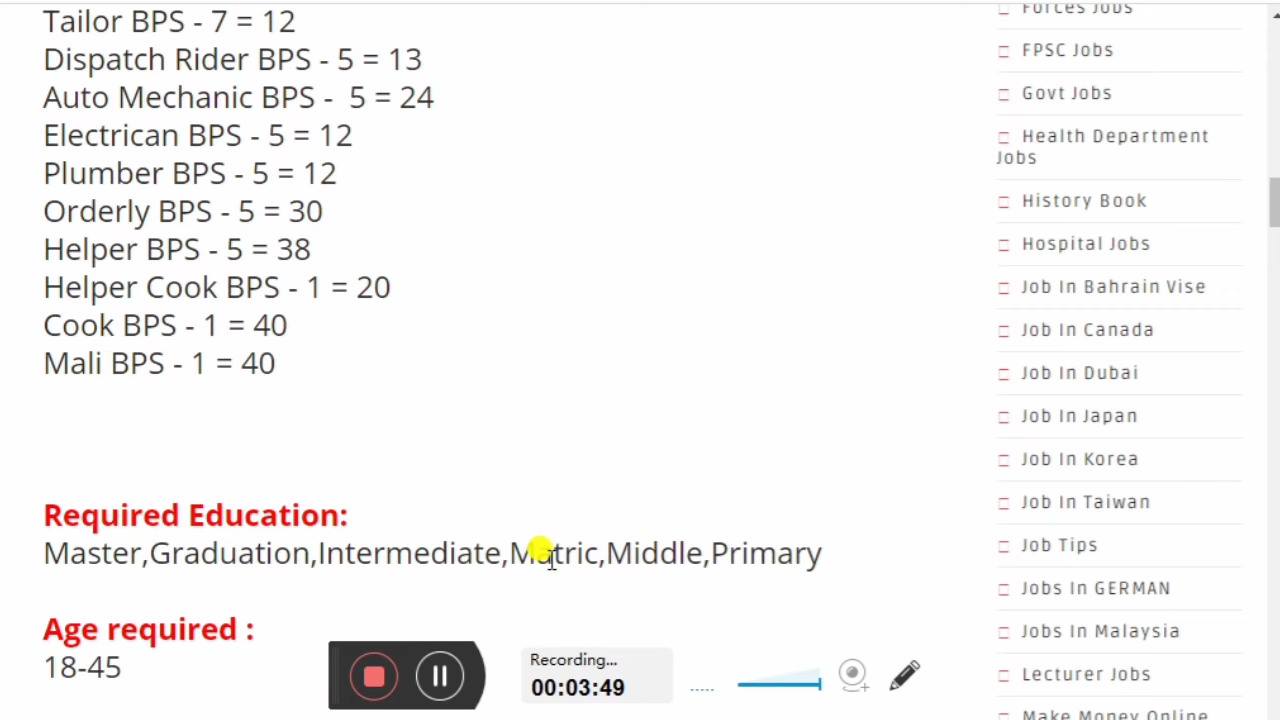 Tailor BPS - 7 = 12
Dispatch Rider BPS - 5 = 13
Auto Mechanic BPS -  5 = 24
Electrican BPS - 5 = 12
Plumber BPS - 5 = 12
Orderly BPS - 5 = 30
Helper BPS - 5 = 38
Helper Cook BPS - 1 = 20
Cook BPS - 1 = 40
Mali BPS - 1 = 40
Required Education:
Master,Graduation,Intermediate,Matric,Middle,Primary
Age required :
18-45
Recording...
00:03:49
Forces Jobs
FPSC Jobs
Govt Jobs
Health Department
Jobs
History Book
Hospital Jobs
Job In Bahrain Vise
Job In Canada
Job In Dubai
Job In Japan
Job In Korea
Job In Taiwan
Job Tips
Jobs In GERMAN
Jobs In Malaysia
Lecturer Jobs
Make Money Online